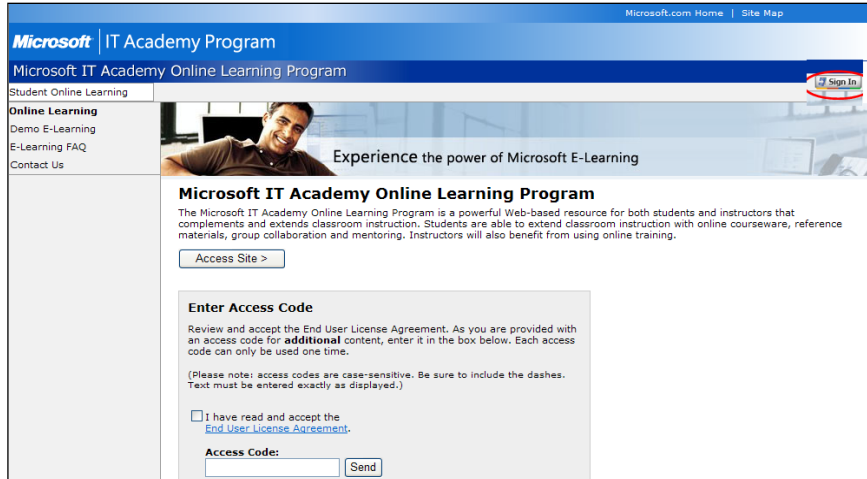 Microsoft.com Home | Site Map
Microsoft IT Academy Program
Microsoft IT Academy Online Learning Program
Sign In
Student Online Learning
Online Learning
Demo E-Learning
E-Learning FAQ
Contact Us
Experience the power of Microsoft E-Learning
Microsoft IT Academy Online Learning Program
The Microsoft IT Academy Online Learning Program is a powerful Web-based resource for both students and instructors that
complements and extends classroom instruction. Students are able to extend classroom instruction with online courseware, reference
materials, group collaboration and mentoring. Instructors will also benefit from using online training.
Access Site >
Enter Access Code
Review and accept the End User License Agreement. As you are provided with
an access code for additional content, enter it in the box below. Each access
code can only be used one time.
(Please note: access codes are case-sensitive. Be sure to include the dashes.
Text must be entered exactly as displayed.)
I have read and accept the
End User License Agreement.
Access Code:
Send